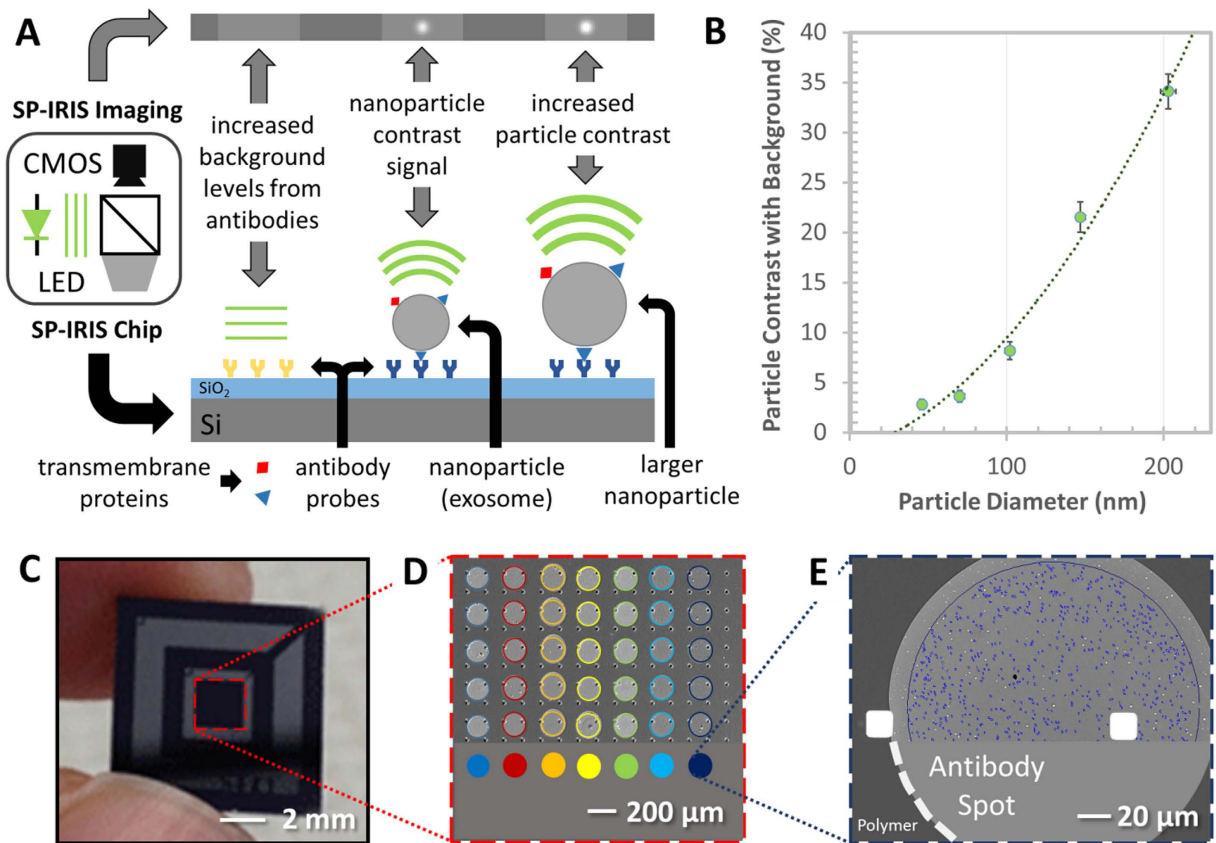 A
SP-IRIS Imaging
CMOS
LED
SP-IRIS Chip
increased
background
levels from
antibodies
nanoparticle
contrast
signal
increased
particle contrast
SiO₂
Si
transmembrane
proteins
antibody
probes
nanoparticle
(exosome)
larger
nanoparticle
B
Particle Contrast with Background (%)
40
35
30
25
20
15
10
5
0
0
100
200
Particle Diameter (nm)
C
2 mm
D
200 µm
E
Antibody
Spot
Polymer
20 µm